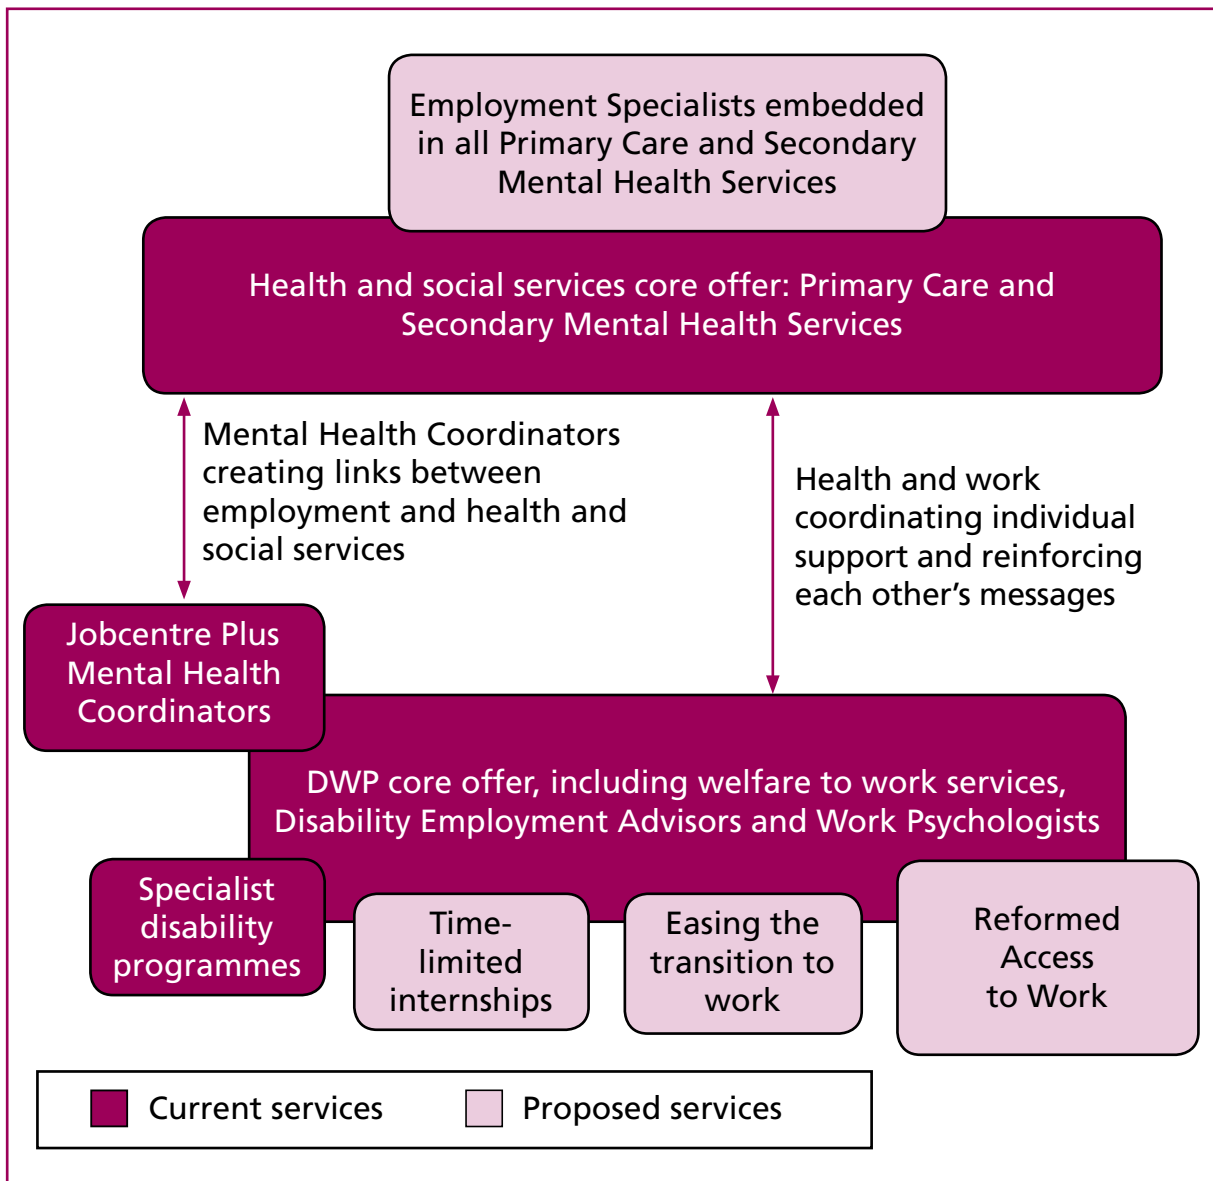 Employment Specialists embedded
in all Primary Care and Secondary
Mental Health Services
Health and social services core offer: Primary Care and
Secondary Mental Health Services
Mental Health Coordinators
creating links between
employment and health and
social services
Health and work
coordinating individual
support and reinforcing
each other’s messages
Jobcentre Plus
Mental Health
Coordinators
DWP core offer, including welfare to work services,
Disability Employment Advisors and Work Psychologists
Specialist
disability
programmes
Time-
limited
internships
Easing the
transition to
work
Reformed
Access
to Work
Current services
Proposed services